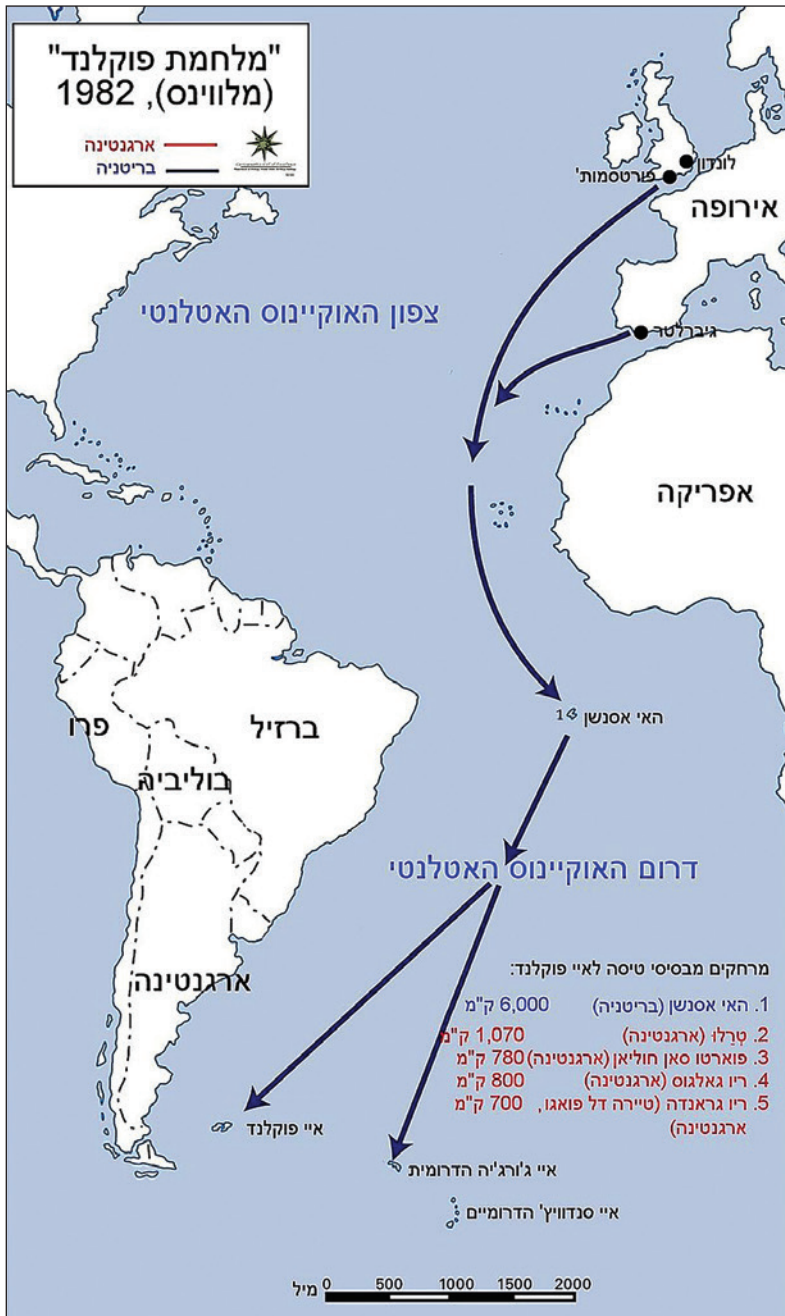 "מלחמת פוקלנד"
(מלווינס), 1982
ארגנטינה
בריטניה
לונדון
פורטסמות'
אירופה
צפון האוקיינוס האטלנטי
גיברלטר
אפריקה
האי אסנשן
1
פרו
ברזיל
בוליביה
דרום האוקיינוס האטלנטי
ארגנטינה
מרחקים מבסיסי טיסה לאיי פוקלנד:
1. האי אסנשן (בריטניה) 6,000 ק"מ
2. טְרֵלוּ (ארגנטינה) 1,070 ק"מ
3. פוארטו סאן חוליאן (ארגנטינה) 780 ק"מ
4. ריו גאלגוס (ארגנטינה) 800 ק"מ
5. ריו גראנדה (טיירה דל פואגו, 700 ק"מ
ארגנטינה)
איי פוקלנד
איי ג'ורג'יה הדרומית
איי סנדוויץ' הדרומיים
מיל 0 500 1000 1500 2000